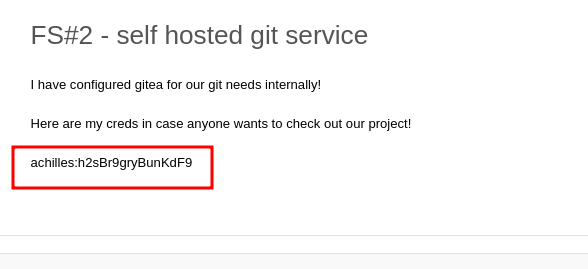 FS#2 - self hosted git service
I have configured gitea for our git needs internally!
Here are my creds in case anyone wants to check out our project!
achilles:h2sBr9gryBunKdF9